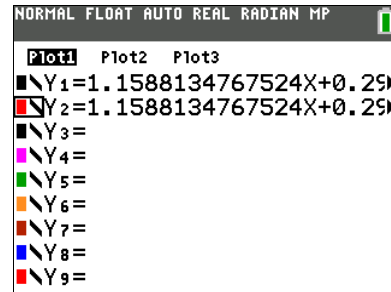 NORMAL FLOAT AUTO REAL RADIAN MP
Plot1 Plot2 Plot3
\Y1=1.1588134767524X+0.29
\Y2=1.1588134767524X+0.29
\Y3=
\Y4=
\Y5=
\Y6=
\Y7=
\Y8=
\Y9=